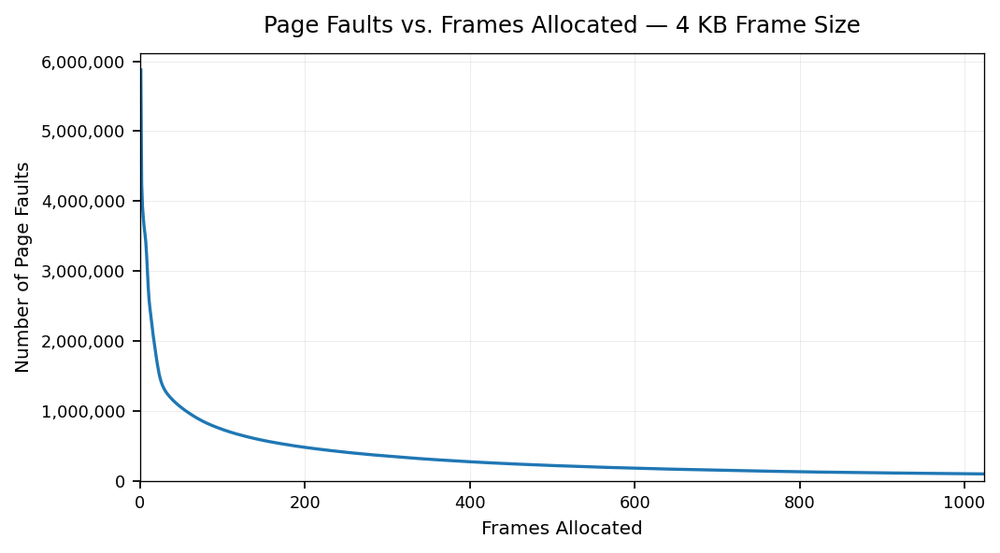 Page Faults vs. Frames Allocated — 4 KB Frame Size
Number of Page Faults
6,000,000
5,000,000
4,000,000
3,000,000
2,000,000
1,000,000
0
0 200 400 600 800 1000
Frames Allocated